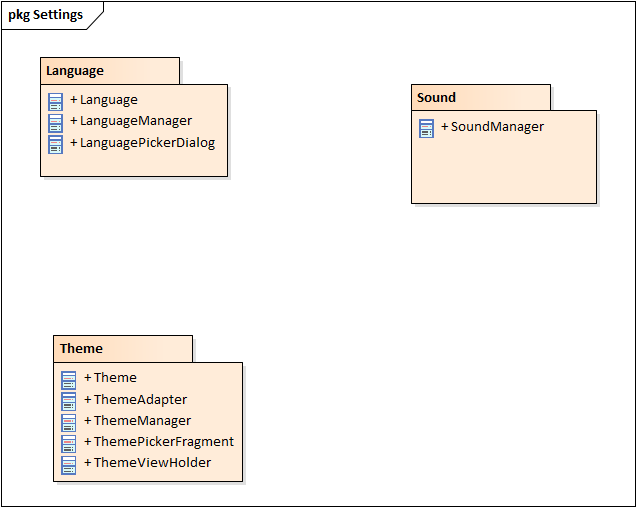 pkg Settings
Language
+ Language
+ LanguageManager
+ LanguagePickerDialog
Sound
+ SoundManager
Theme
+ Theme
+ ThemeAdapter
+ ThemeManager
+ ThemePickerFragment
+ ThemeViewHolder